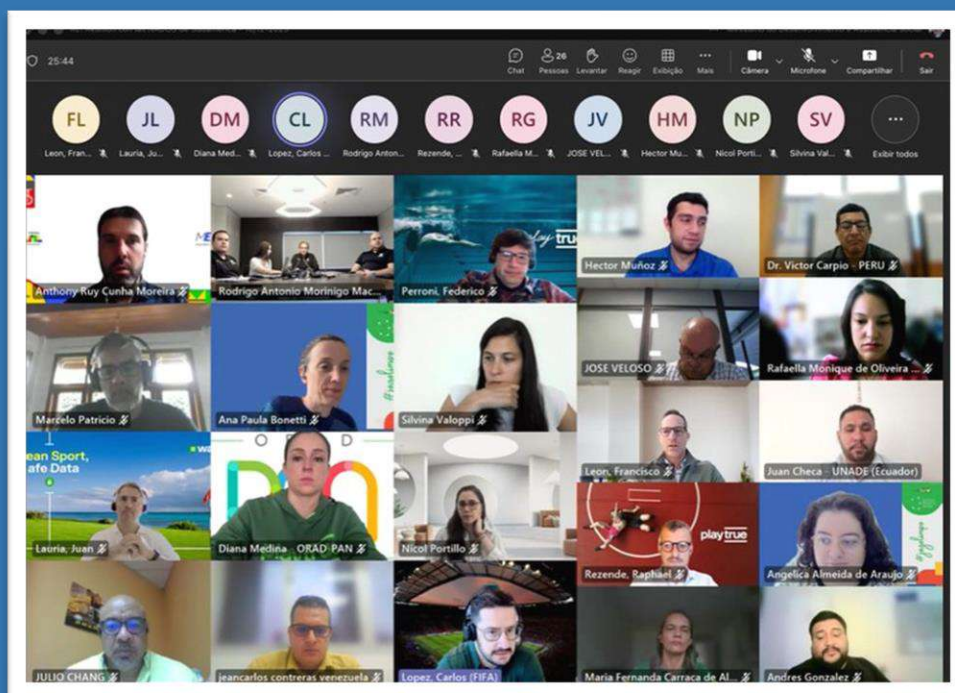 25:44
26
Chat Pessoas Levantar Reagir Exibição Mais Câmera Microfone Compartilhar Sair
FL JL DM CL RM RR RG JV HM NP SV ...
Leon, Fran... Lauria, Ju... Diana Med... Lopez, Carlos ... Rodrigo Anton... Rezende, ... Rafaella M... JOSE VEL... Hector Mu... Nicol Porti... Silvina Val... Exibir todos
play true
Anthony Ruy Cunha Moreira
Rodrigo Antonio Morinigo Mac...
Perroni, Federico
Hector Muñoz
Dr. Victor Carpio - PERU
Marcelo Patricio
Ana Paula Bonetti
Silvina Valoppi
JOSE VELOSO
Rafaella Monique de Oliveira ...
ean Sport,
afe Data
ORAD
Leon, Francisco
Juan Checa - UNADE (Ecuador)
Lauria, Juan
Diana Medina _ORAD-PAN
Nicol Portillo
play true
Rezende, Raphael
Angelica Almeida de Araujo
JULIO CHANG
jeancarlos contreras venezuela
Lopez, Carlos (FIFA)
Maria Fernanda Carraca de Al...
Andres Gonzalez